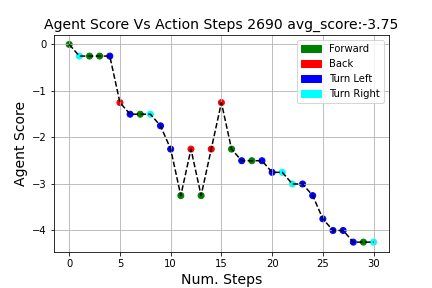 Agent Score Vs Action Steps 2690 avg_score:-3.75
Agent Score
0
−1
−2
−3
−4
Forward
Back
Turn Left
Turn Right
0 5 10 15 20 25 30
Num. Steps